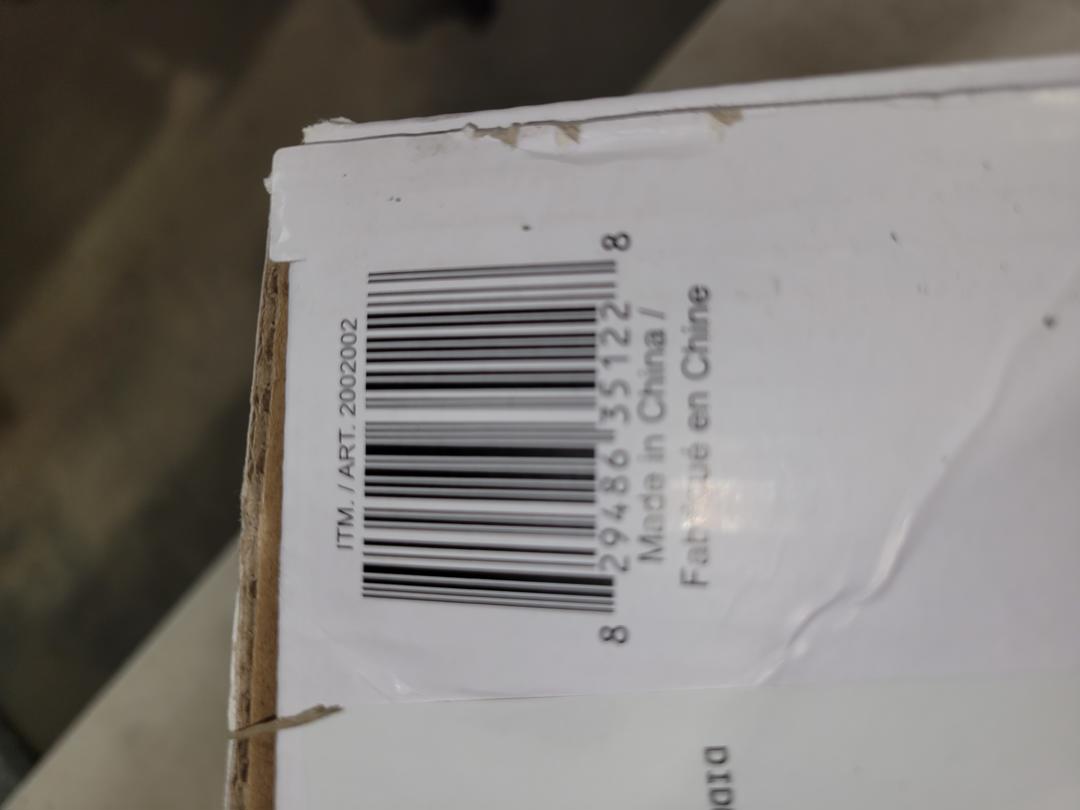 ITM. / ART. 2002002
8 29486 35122 8
Made in China /
Fabriqué en Chine